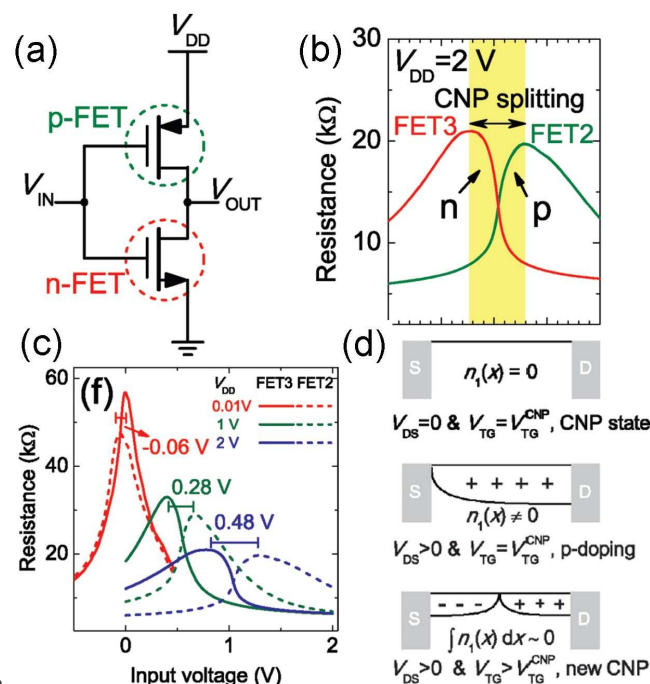 (a)
V_DD
p-FET
V_IN
V_OUT
n-FET
(b)
V_DD=2 V
CNP splitting
FET3
FET2
n
p
Resistance (kΩ)
30
20
10
(c)
(f)
V_DD FET3 FET2
0.01V
1 V
2 V
-0.06 V
0.28 V
0.48 V
Resistance (kΩ)
60
40
20
0 1 2
Input voltage (V)
(d)
S D
n₁(x) = 0
V_DS=0 & V_TG=V_TG^CNP, CNP state
S D
+ + + +
n₁(x) ≠ 0
V_DS>0 & V_TG=V_TG^CNP, p-doping
S D
- - - + + +
∫n₁(x) dx~0
V_DS>0 & V_TG>V_TG^CNP, new CNP